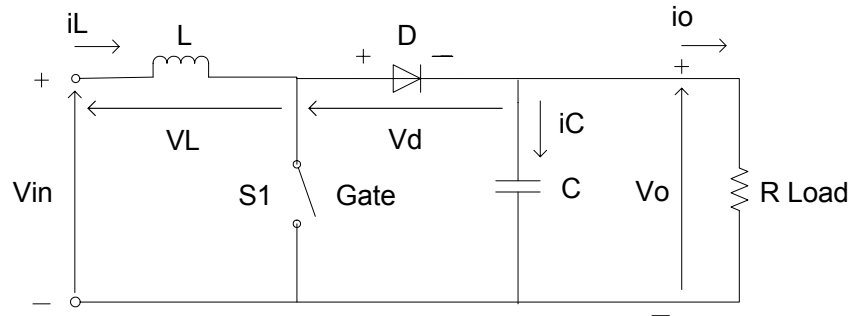 iL L D io
+ + − +
VL Vd iC
Vin S1 Gate C Vo R Load
− −